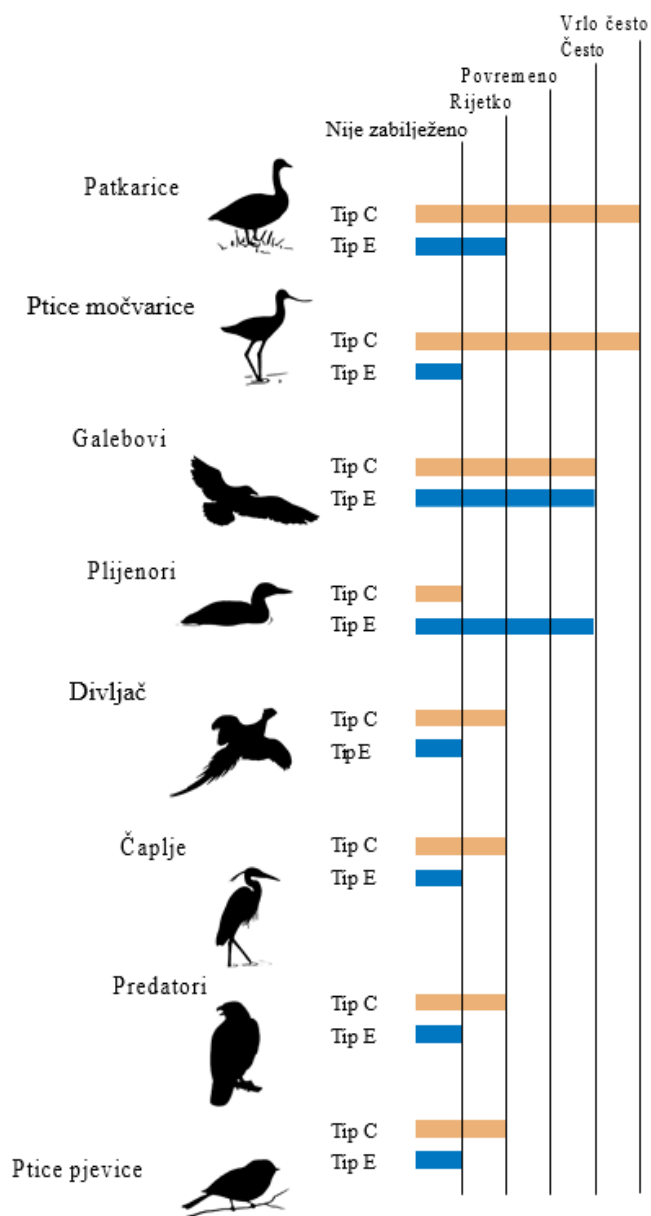 Vrlo često
Često
Povremeno
Rijetko
Nije zabilježeno
Patkarice
Tip C
Tip E
Ptice močvarice
Tip C
Tip E
Galebovi
Tip C
Tip E
Plijenori
Tip C
Tip E
Divljač
Tip C
Tip E
Čaplje
Tip C
Tip E
Predatori
Tip C
Tip E
Tip C
Ptice pjevice
Tip E